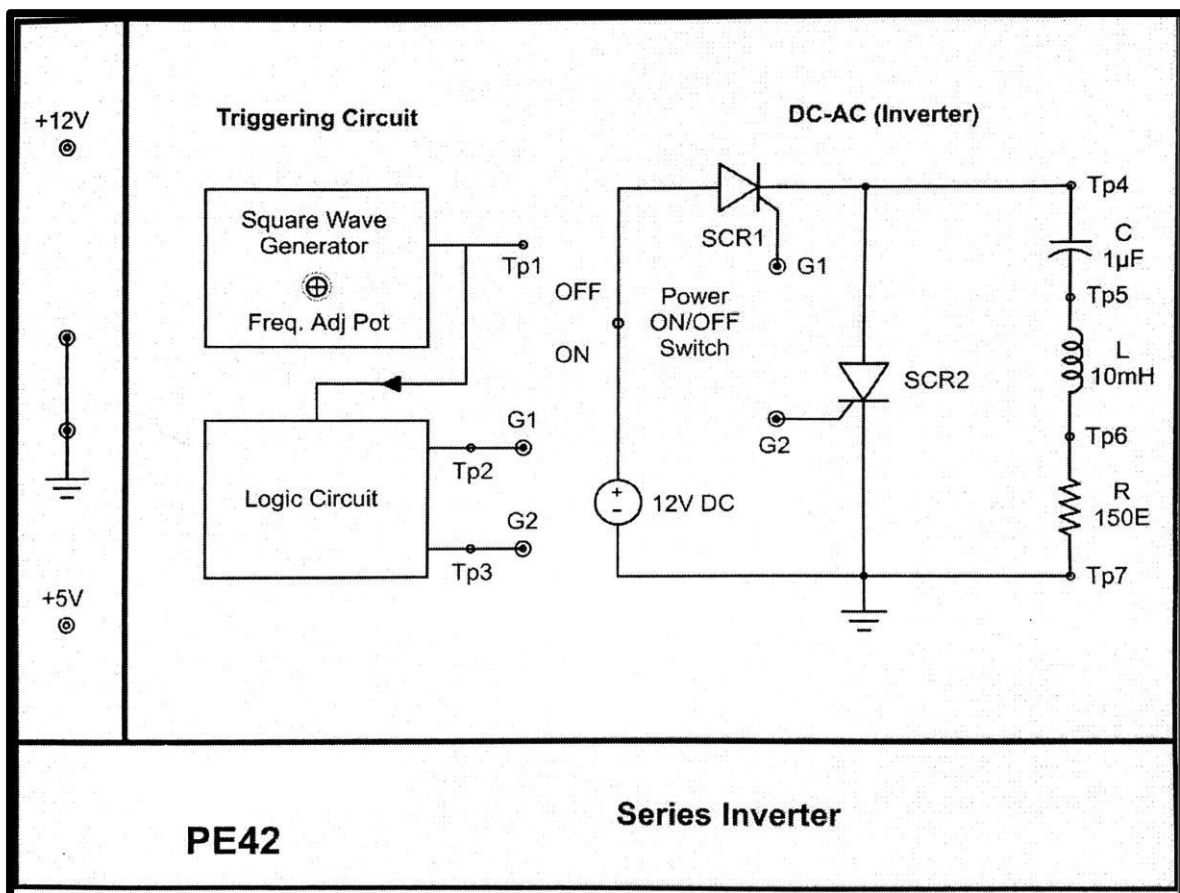 +12V
+5V
Triggering Circuit
Square Wave
Generator
Freq. Adj Pot
Tp1
Logic Circuit
G1
Tp2
G2
Tp3
DC-AC (Inverter)
SCR1
G1
OFF
ON
Power
ON/OFF
Switch
SCR2
G2
+
-
12V DC
Tp4
C
1µF
Tp5
L
10mH
Tp6
R
150E
Tp7
PE42
Series Inverter